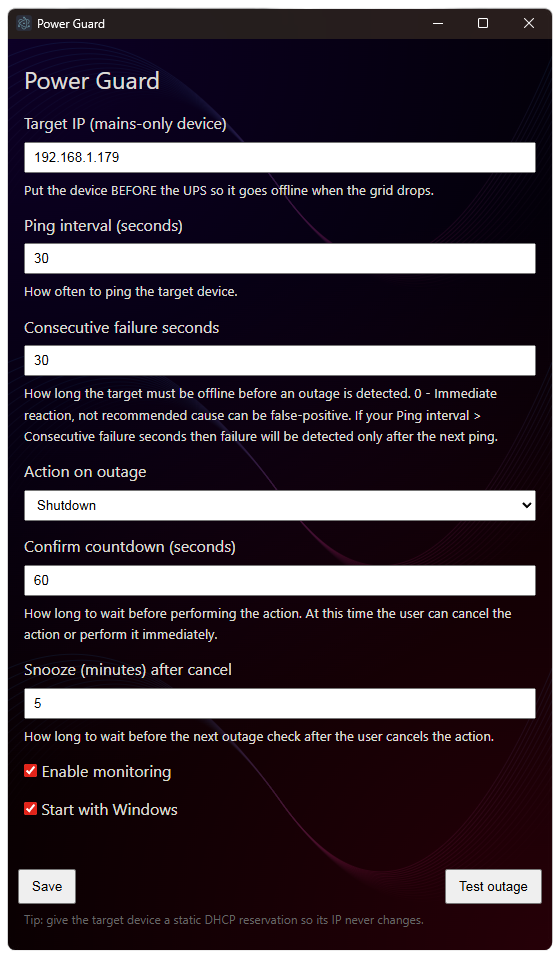 Power Guard
Power Guard
Target IP (mains-only device)
192.168.1.179
Put the device BEFORE the UPS so it goes offline when the grid drops.
Ping interval (seconds)
30
How often to ping the target device.
Consecutive failure seconds
30
How long the target must be offline before an outage is detected. 0 - Immediate
reaction, not recommended cause can be false-positive. If your Ping interval >
Consecutive failure seconds then failure will be detected only after the next ping.
Action on outage
Shutdown
Confirm countdown (seconds)
60
How long to wait before performing the action. At this time the user can cancel the
action or perform it immediately.
Snooze (minutes) after cancel
5
How long to wait before the next outage check after the user cancels the action.
Enable monitoring
Start with Windows
Save
Test outage
Tip: give the target device a static DHCP reservation so its IP never changes.